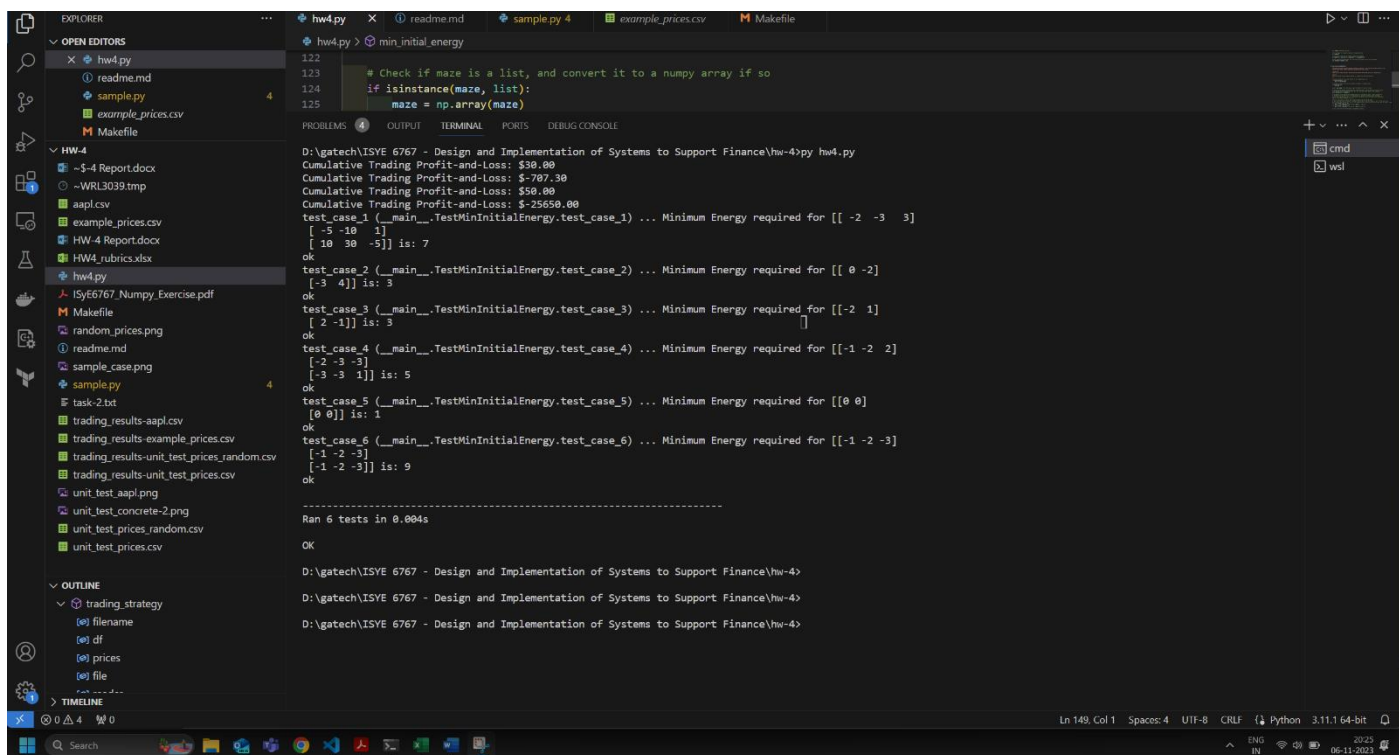 EXPLORER ...
OPEN EDITORS
hw4.py
readme.md
sample.py 4
example_prices.csv
Makefile
HW-4
~$-4 Report.docx
~WRL3039.tmp
aapl.csv
example_prices.csv
HW-4 Report.docx
HW4_rubrics.xlsx
hw4.py
ISyE6767_Numpy_Exercise.pdf
Makefile
random_prices.png
readme.md
sample_case.png
sample.py 4
task-2.txt
trading_results-aapl.csv
trading_results-example_prices.csv
trading_results-unit_test_prices_random.csv
trading_results-unit_test_prices.csv
unit_test_aapl.png
unit_test_concrete-2.png
unit_test_prices_random.csv
unit_test_prices.csv
OUTLINE
trading_strategy
filename
df
prices
file
TIMELINE
hw4.py readme.md sample.py 4 example_prices.csv Makefile
hw4.py > min_initial_energy
122
123 # Check if maze is a list, and convert it to a numpy array if so
124 if isinstance(maze, list):
125 maze = np.array(maze)
PROBLEMS 4 OUTPUT TERMINAL PORTS DEBUG CONSOLE
D:\gatech\ISYE 6767 - Design and Implementation of Systems to Support Finance\hw-4>py hw4.py
Cumulative Trading Profit-and-Loss: $30.00
Cumulative Trading Profit-and-Loss: $-707.30
Cumulative Trading Profit-and-Loss: $50.00
Cumulative Trading Profit-and-Loss: $-25650.00
test_case_1 (__main__.TestMinInitialEnergy.test_case_1) ... Minimum Energy required for [[ -2 -3 3]
[ -5 -10 1]
[ 10 30 -5]] is: 7
ok
test_case_2 (__main__.TestMinInitialEnergy.test_case_2) ... Minimum Energy required for [[ 0 -2]
[-3 4]] is: 3
ok
test_case_3 (__main__.TestMinInitialEnergy.test_case_3) ... Minimum Energy required for [[-2 1]
[ 2 -1]] is: 3
ok
test_case_4 (__main__.TestMinInitialEnergy.test_case_4) ... Minimum Energy required for [[-1 -2 2]
[-2 -3 -3]
[-3 -3 1]] is: 5
ok
test_case_5 (__main__.TestMinInitialEnergy.test_case_5) ... Minimum Energy required for [[0 0]
[0 0]] is: 1
ok
test_case_6 (__main__.TestMinInitialEnergy.test_case_6) ... Minimum Energy required for [[-1 -2 -3]
[-1 -2 -3]
[-1 -2 -3]] is: 9
ok
----------------------------------------------------------------------
Ran 6 tests in 0.004s
OK
D:\gatech\ISYE 6767 - Design and Implementation of Systems to Support Finance\hw-4>
D:\gatech\ISYE 6767 - Design and Implementation of Systems to Support Finance\hw-4>
D:\gatech\ISYE 6767 - Design and Implementation of Systems to Support Finance\hw-4>
cmd
wsl
0 4 0
Ln 149, Col 1 Spaces: 4 UTF-8 CRLF Python 3.11.1 64-bit
Search
ENG
IN
20:25
06-11-2023